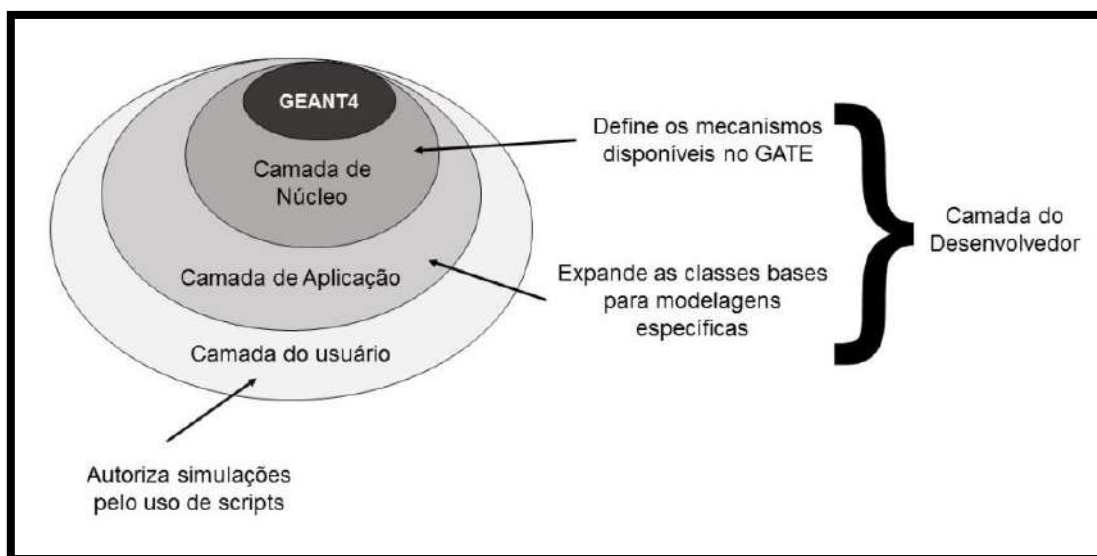 GEANT4
Camada de
Núcleo
Camada de Aplicação
Camada do usuário
Define os mecanismos
disponíveis no GATE
Expande as classes bases
para modelagens
específicas
Camada do
Desenvolvedor
Autoriza simulações
pelo uso de scripts